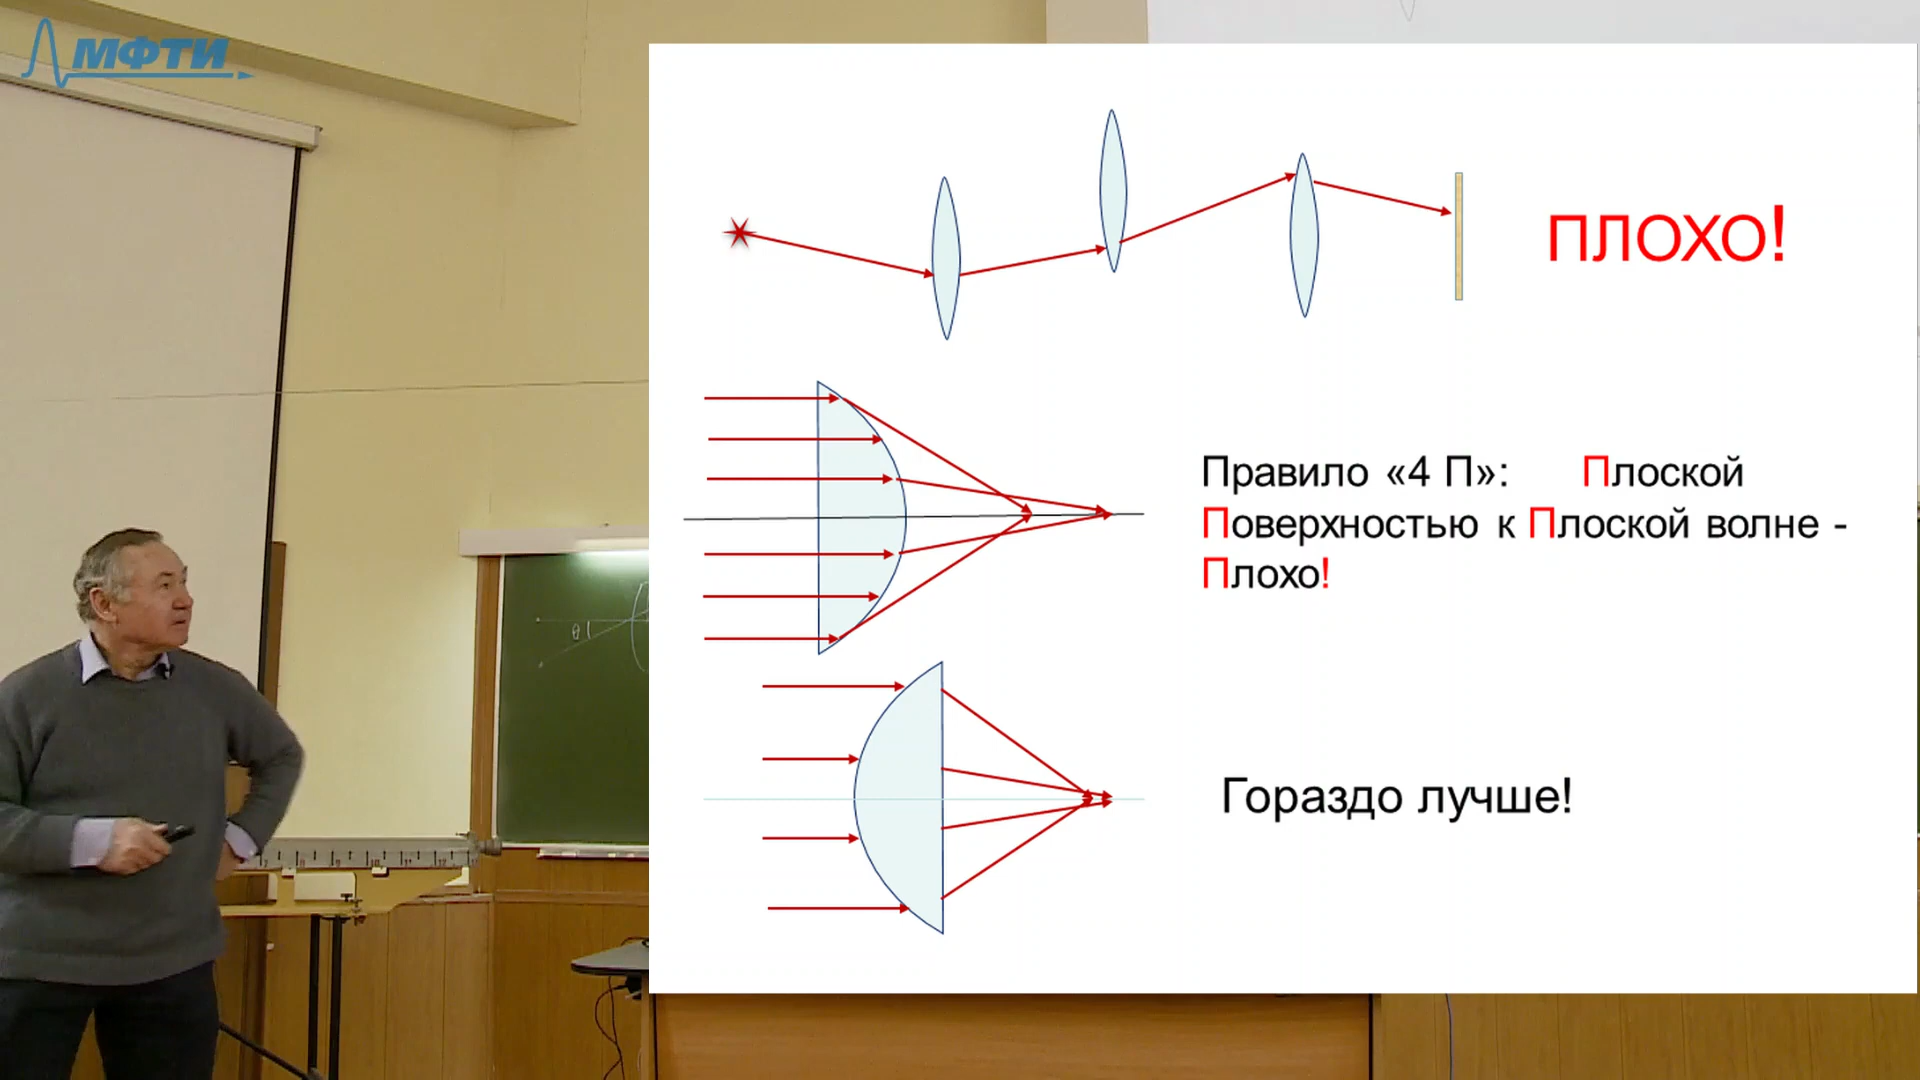 МФТИ
ПЛОХО!
Правило «4 П»: Плоской
Поверхностью к Плоской волне -
Плохо!
Гораздо лучше!
θ